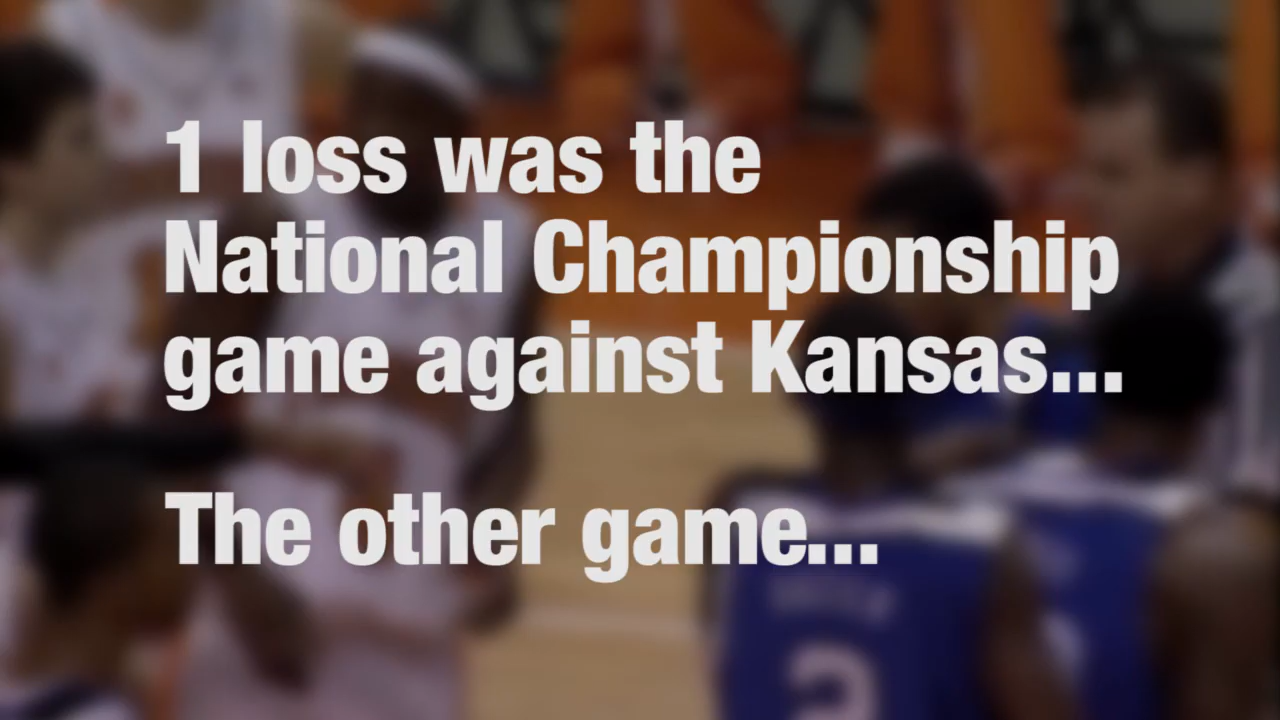 1 loss was the
National Championship
game against Kansas...
The other game...